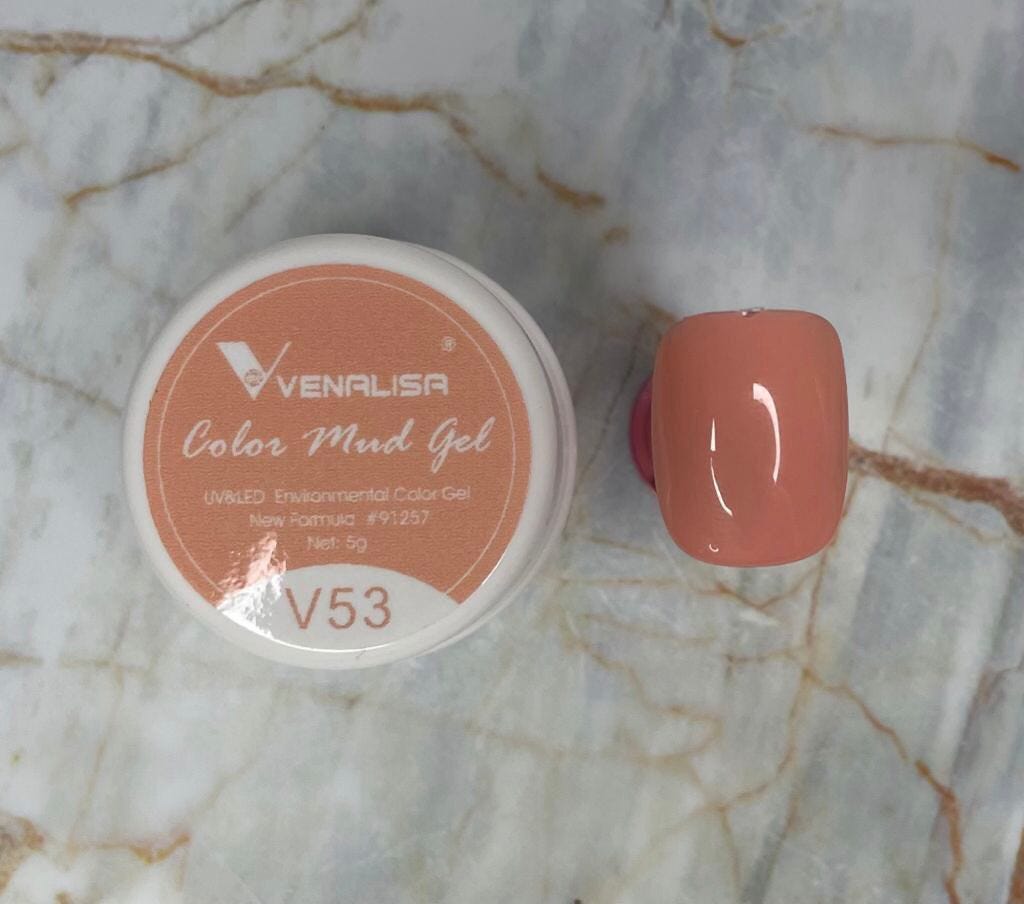 VENALISA ®
Color Mud Gel
UV&LED Environmental Color Gel
New Formula #91257
Net: 5g
V53